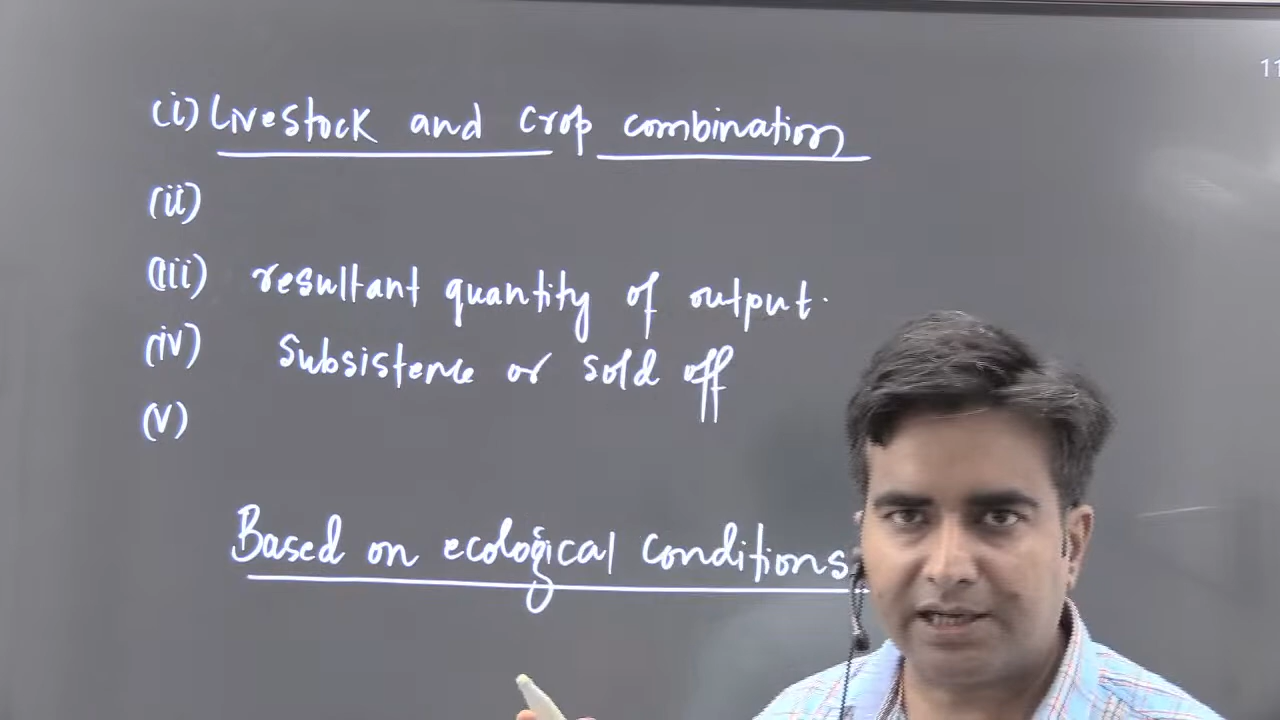 11
(i) Livestock and crop combination
(ii)
(iii) resultant quantity of output.
(iv) Subsistence or sold off
(v)
Based on ecological conditions